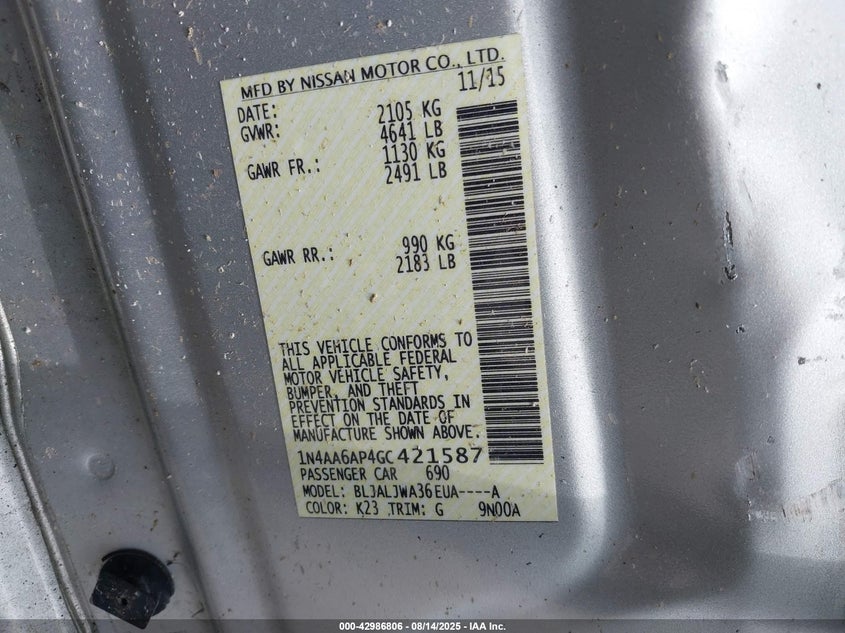 MFD BY NISSAN MOTOR CO., LTD.
DATE: 11/15
GVWR: 2105 KG
4641 LB
GAWR FR.: 1130 KG
2491 LB
GAWR RR.: 990 KG
2183 LB
THIS VEHICLE CONFORMS TO
ALL APPLICABLE FEDERAL
MOTOR VEHICLE SAFETY,
BUMPER, AND THEFT
PREVENTION STANDARDS IN
EFFECT ON THE DATE OF
MANUFACTURE SHOWN ABOVE.
1N4AA6AP4GC421587
PASSENGER CAR 690
MODEL: BLJALJWA36EUA----A
COLOR: K23 TRIM: G 9N00A
000-42986806 - 08/14/2025 - IAA Inc.